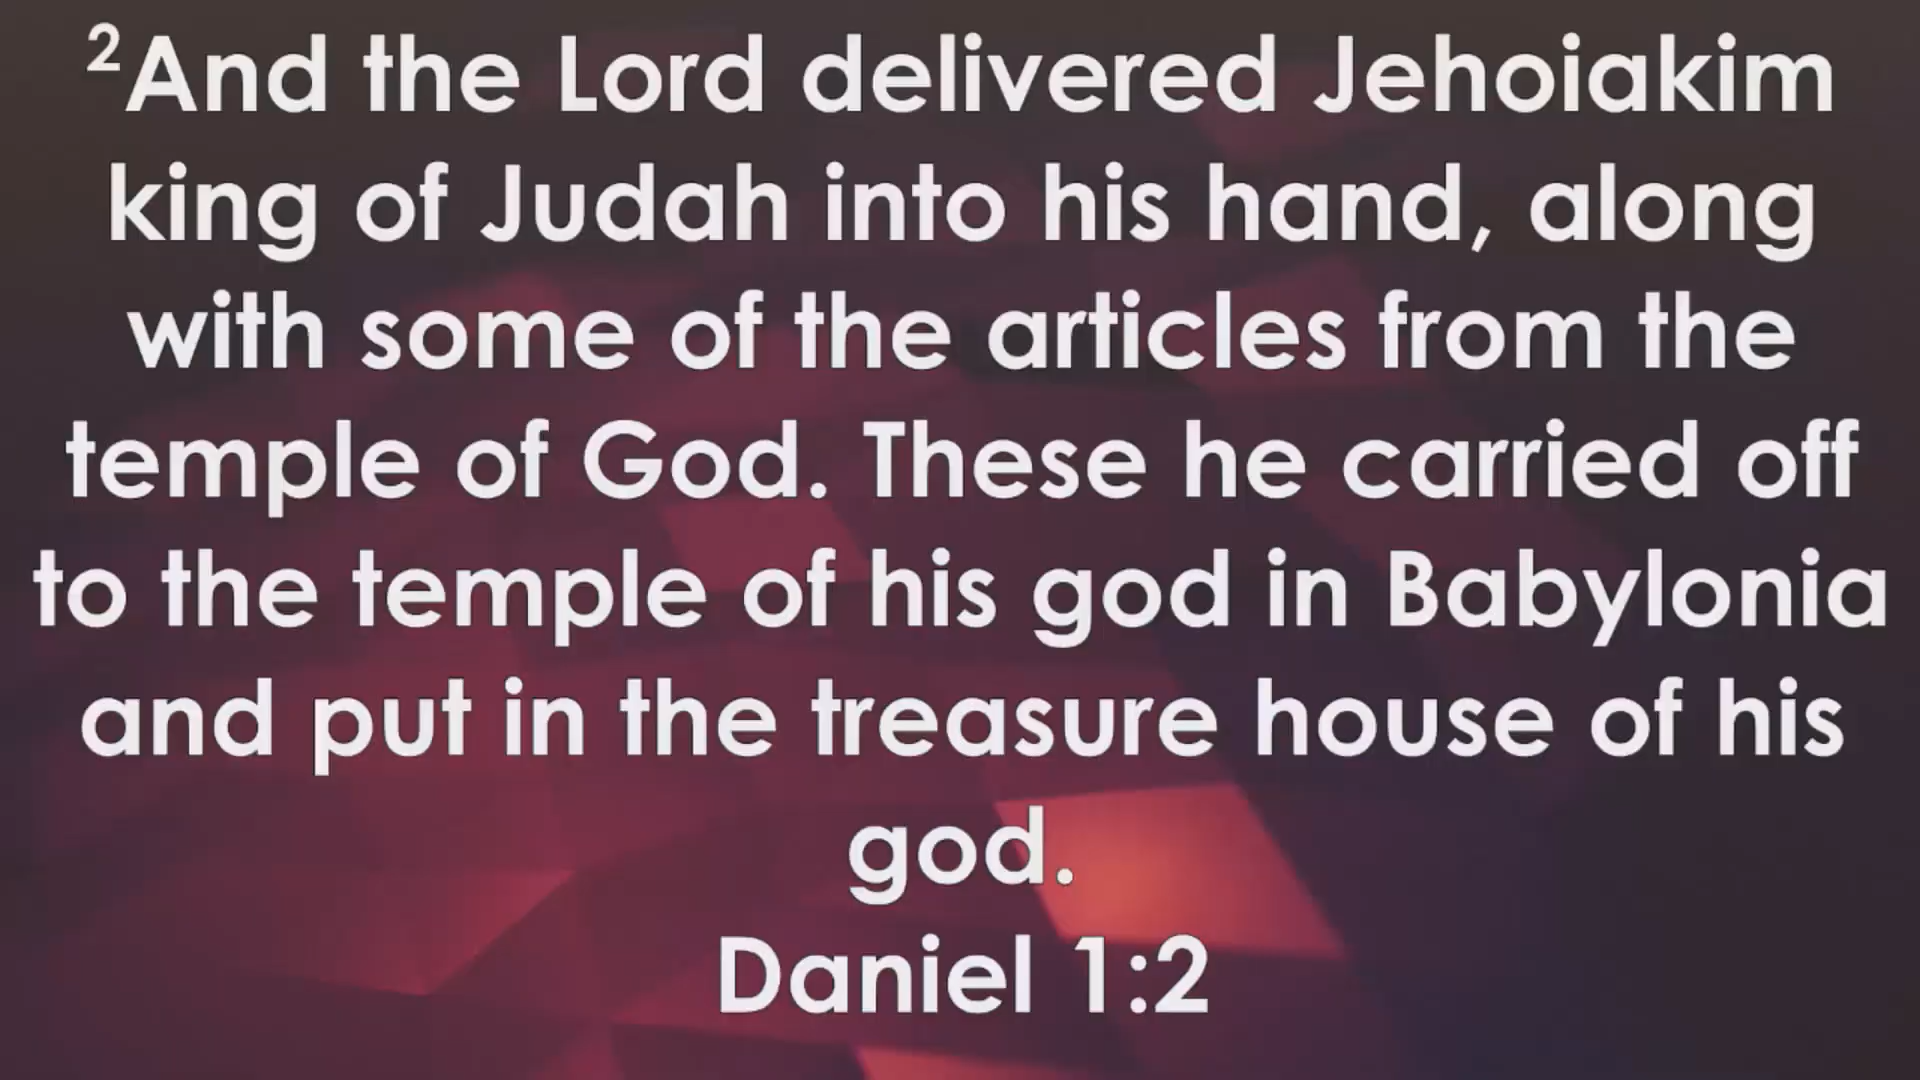 ²And the Lord delivered Jehoiakim
king of Judah into his hand, along
with some of the articles from the
temple of God. These he carried off
to the temple of his god in Babylonia
and put in the treasure house of his
god.
Daniel 1:2